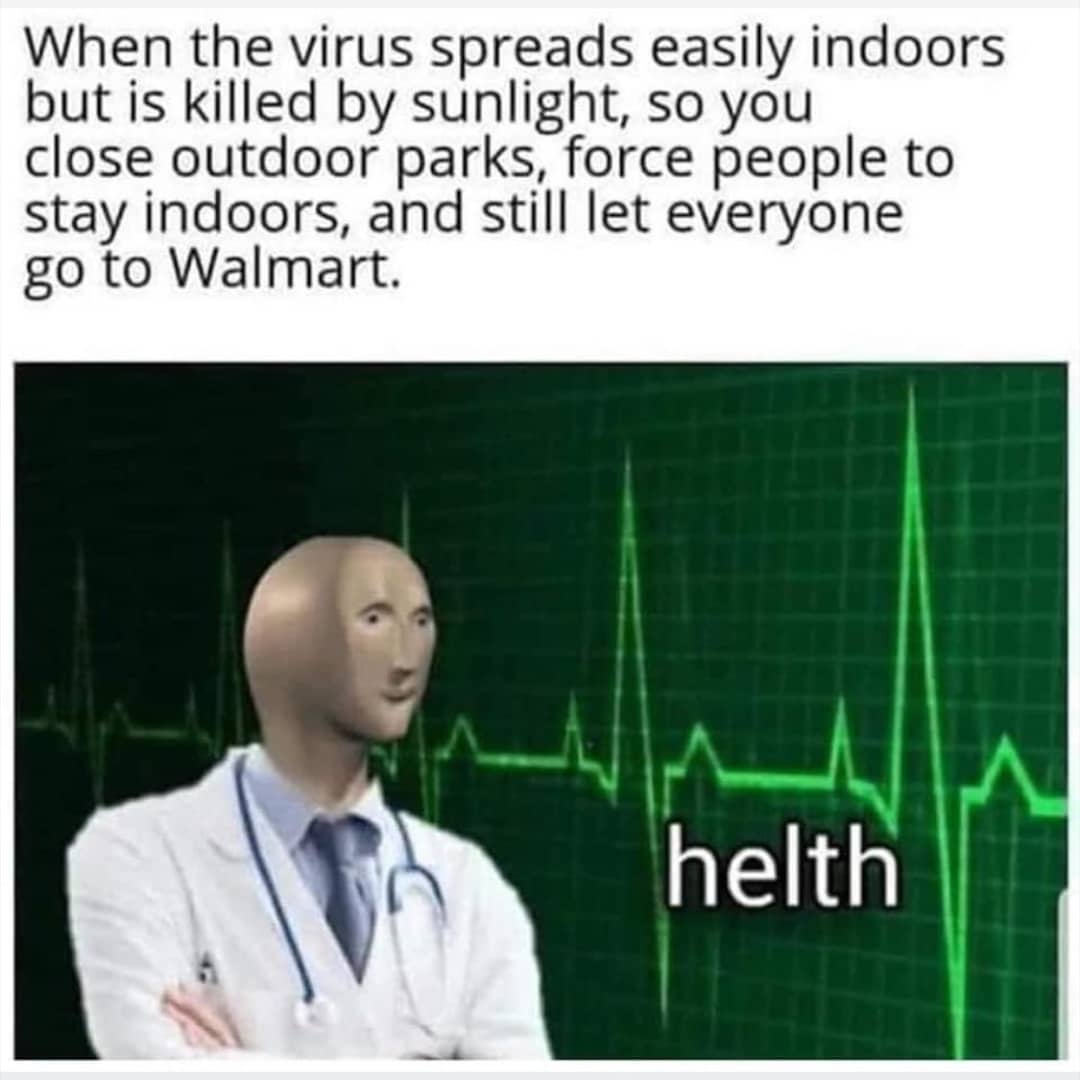 When the virus spreads easily indoors
but is killed by sunlight, so you
close outdoor parks, force people to
stay indoors, and still let everyone
go to Walmart.
helth